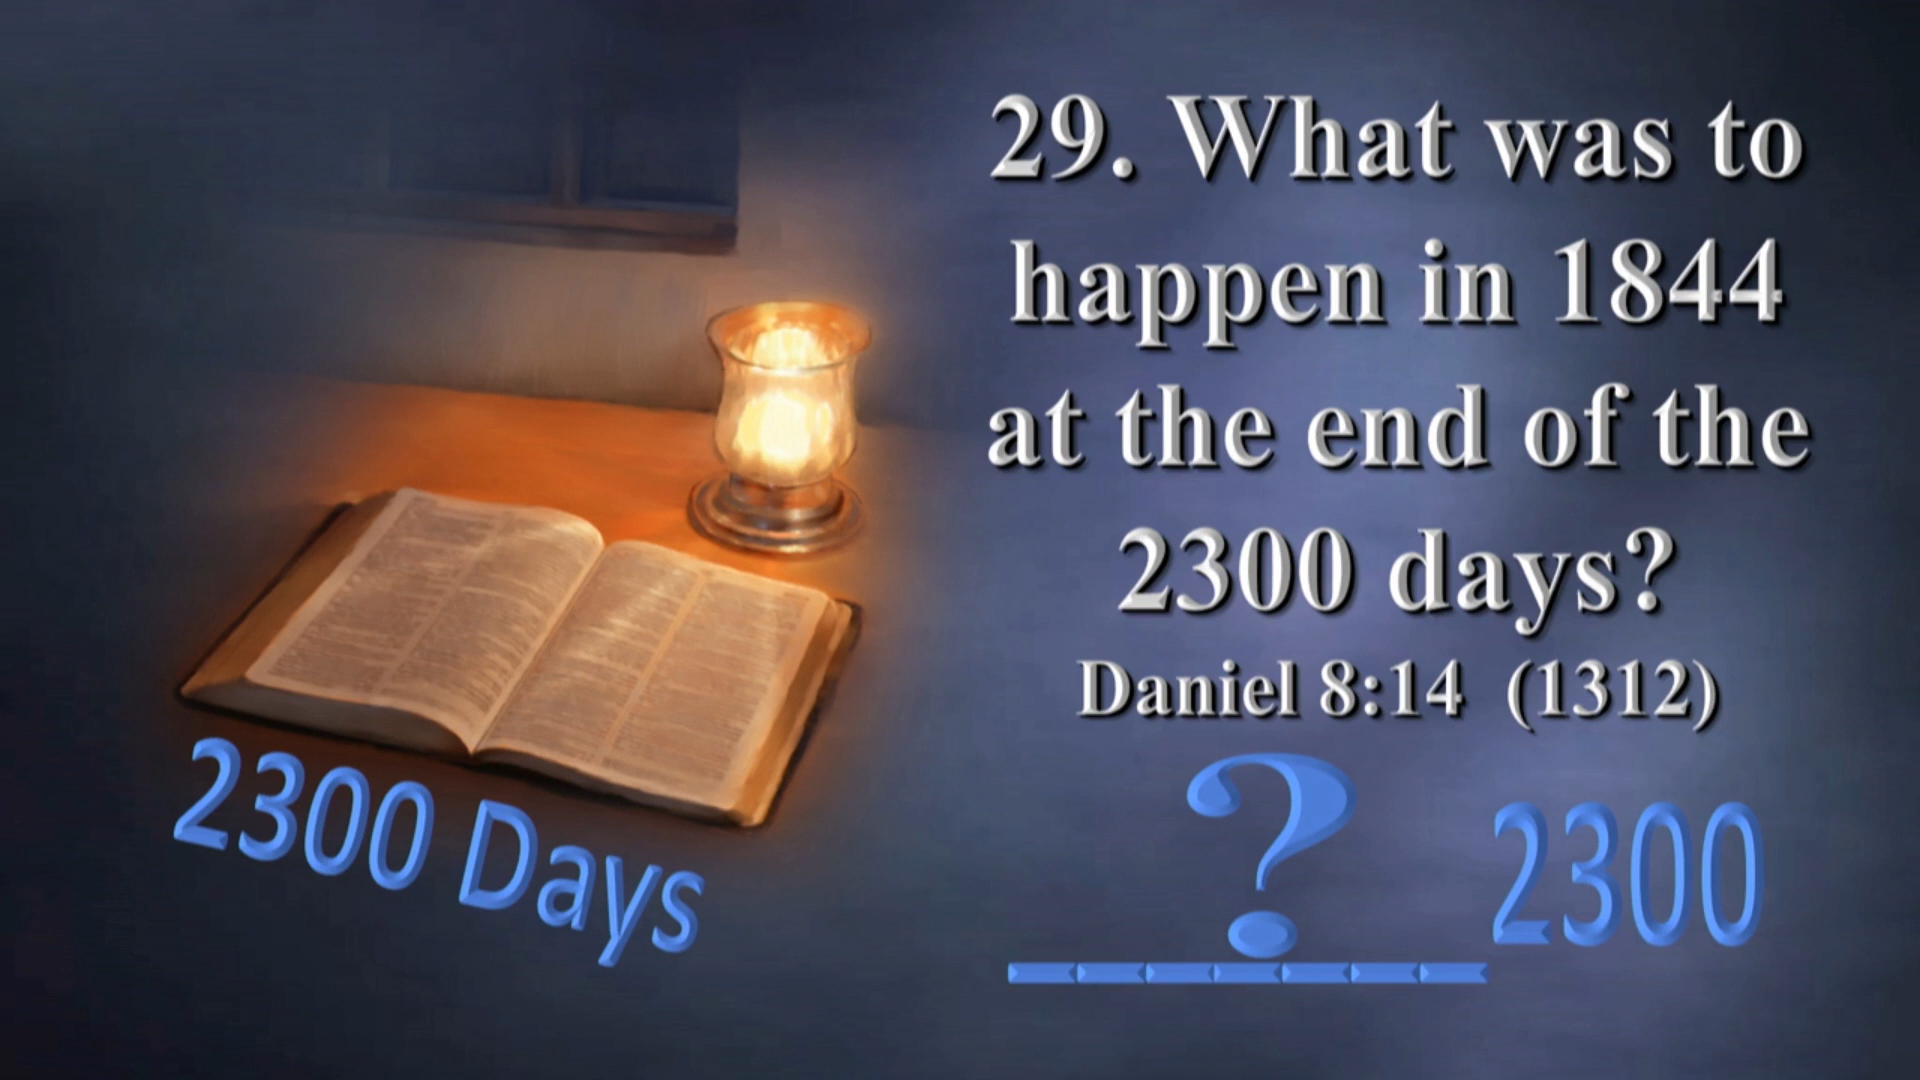 29. What was to
happen in 1844
at the end of the
2300 days?
Daniel 8:14 (1312)
2300 Days
?
_______ 2300